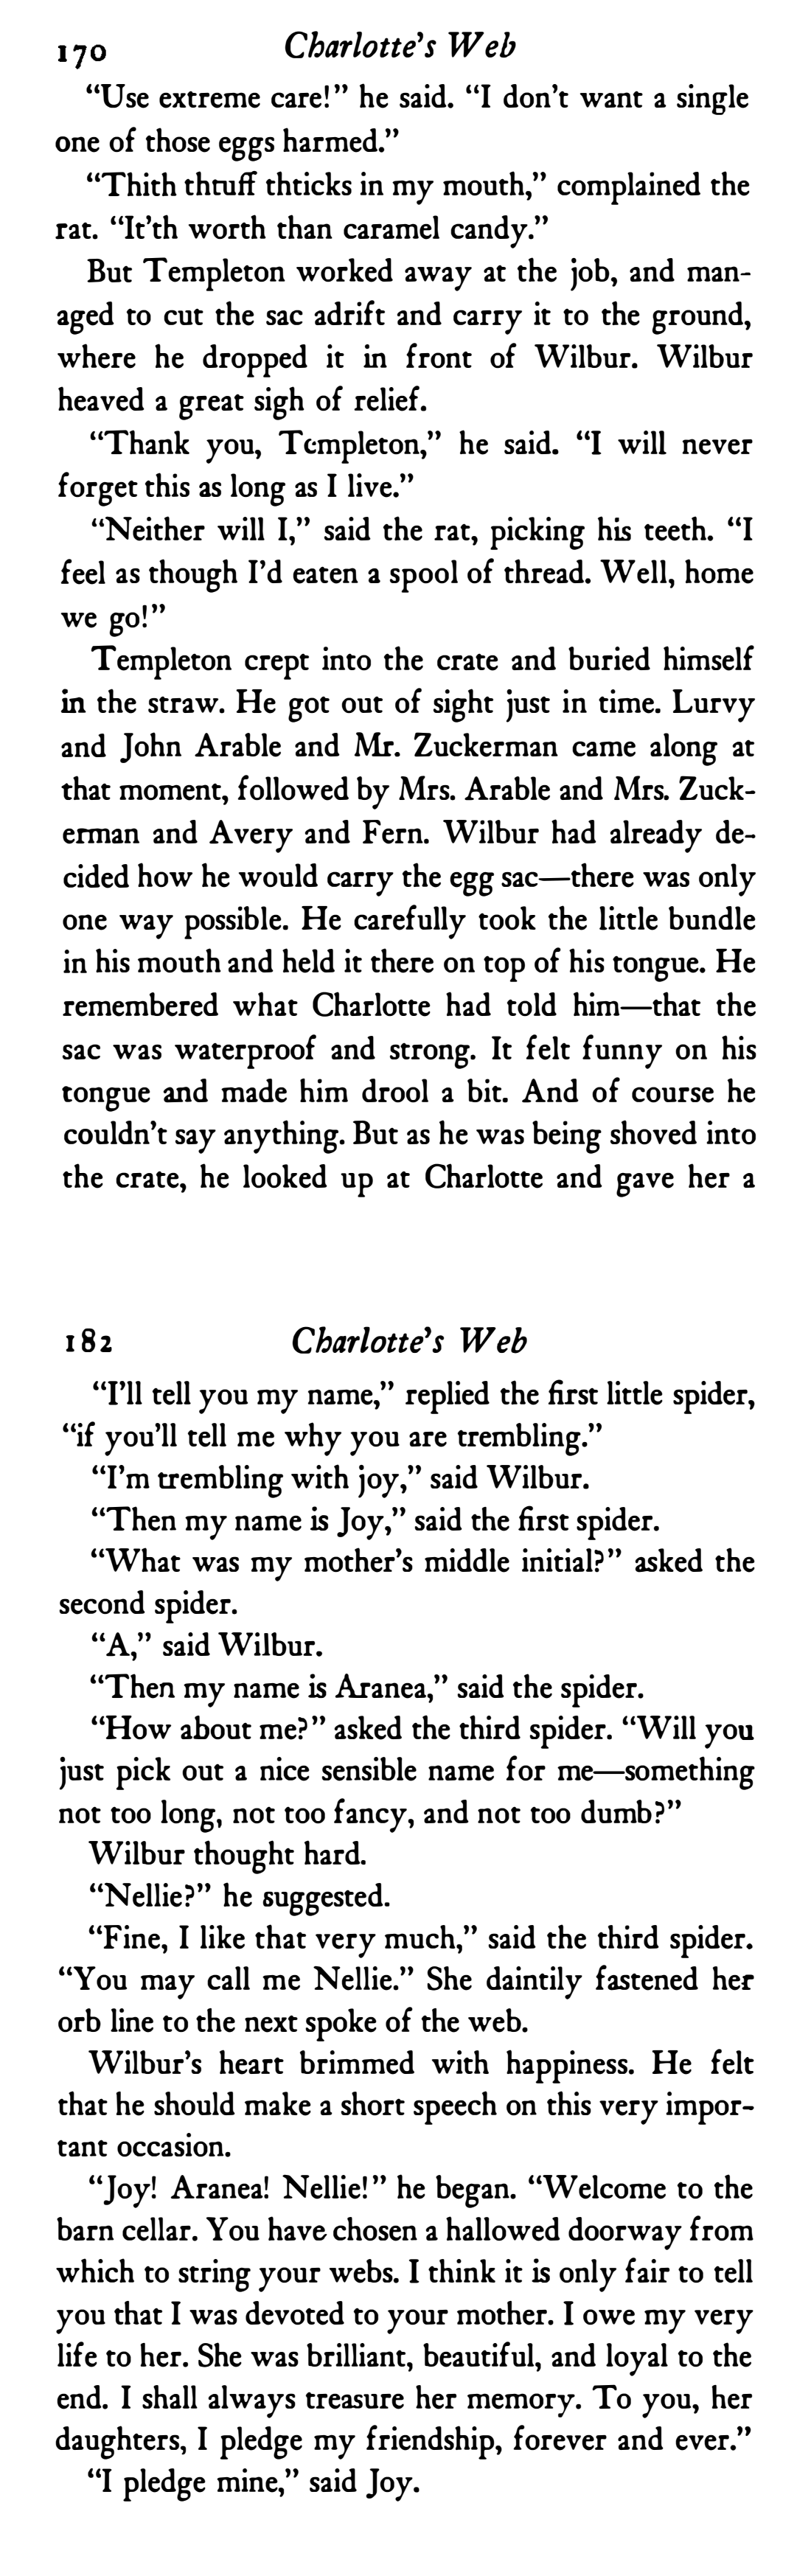 170 Charlotte's Web
“Use extreme care!” he said. “I don’t want a single
one of those eggs harmed.”
“Thith thtuff thticks in my mouth,” complained the
rat. “It’th worth than caramel candy.”
But Templeton worked away at the job, and man-
aged to cut the sac adrift and carry it to the ground,
where he dropped it in front of Wilbur. Wilbur
heaved a great sigh of relief.
“Thank you, Templeton,” he said. “I will never
forget this as long as I live.”
“Neither will I,” said the rat, picking his teeth. “I
feel as though I’d eaten a spool of thread. Well, home
we go!”
Templeton crept into the crate and buried himself
in the straw. He got out of sight just in time. Lurvy
and John Arable and Mr. Zuckerman came along at
that moment, followed by Mrs. Arable and Mrs. Zuck-
erman and Avery and Fern. Wilbur had already de-
cided how he would carry the egg sac—there was only
one way possible. He carefully took the little bundle
in his mouth and held it there on top of his tongue. He
remembered what Charlotte had told him—that the
sac was waterproof and strong. It felt funny on his
tongue and made him drool a bit. And of course he
couldn’t say anything. But as he was being shoved into
the crate, he looked up at Charlotte and gave her a
182 Charlotte's Web
“I’ll tell you my name,” replied the first little spider,
“if you’ll tell me why you are trembling.”
“I’m trembling with joy,” said Wilbur.
“Then my name is Joy,” said the first spider.
“What was my mother’s middle initial?” asked the
second spider.
“A,” said Wilbur.
“Then my name is Aranea,” said the spider.
“How about me?” asked the third spider. “Will you
just pick out a nice sensible name for me—something
not too long, not too fancy, and not too dumb?”
Wilbur thought hard.
“Nellie?” he suggested.
“Fine, I like that very much,” said the third spider.
“You may call me Nellie.” She daintily fastened her
orb line to the next spoke of the web.
Wilbur’s heart brimmed with happiness. He felt
that he should make a short speech on this very impor-
tant occasion.
“Joy! Aranea! Nellie!” he began. “Welcome to the
barn cellar. You have chosen a hallowed doorway from
which to string your webs. I think it is only fair to tell
you that I was devoted to your mother. I owe my very
life to her. She was brilliant, beautiful, and loyal to the
end. I shall always treasure her memory. To you, her
daughters, I pledge my friendship, forever and ever.”
“I pledge mine,” said Joy.